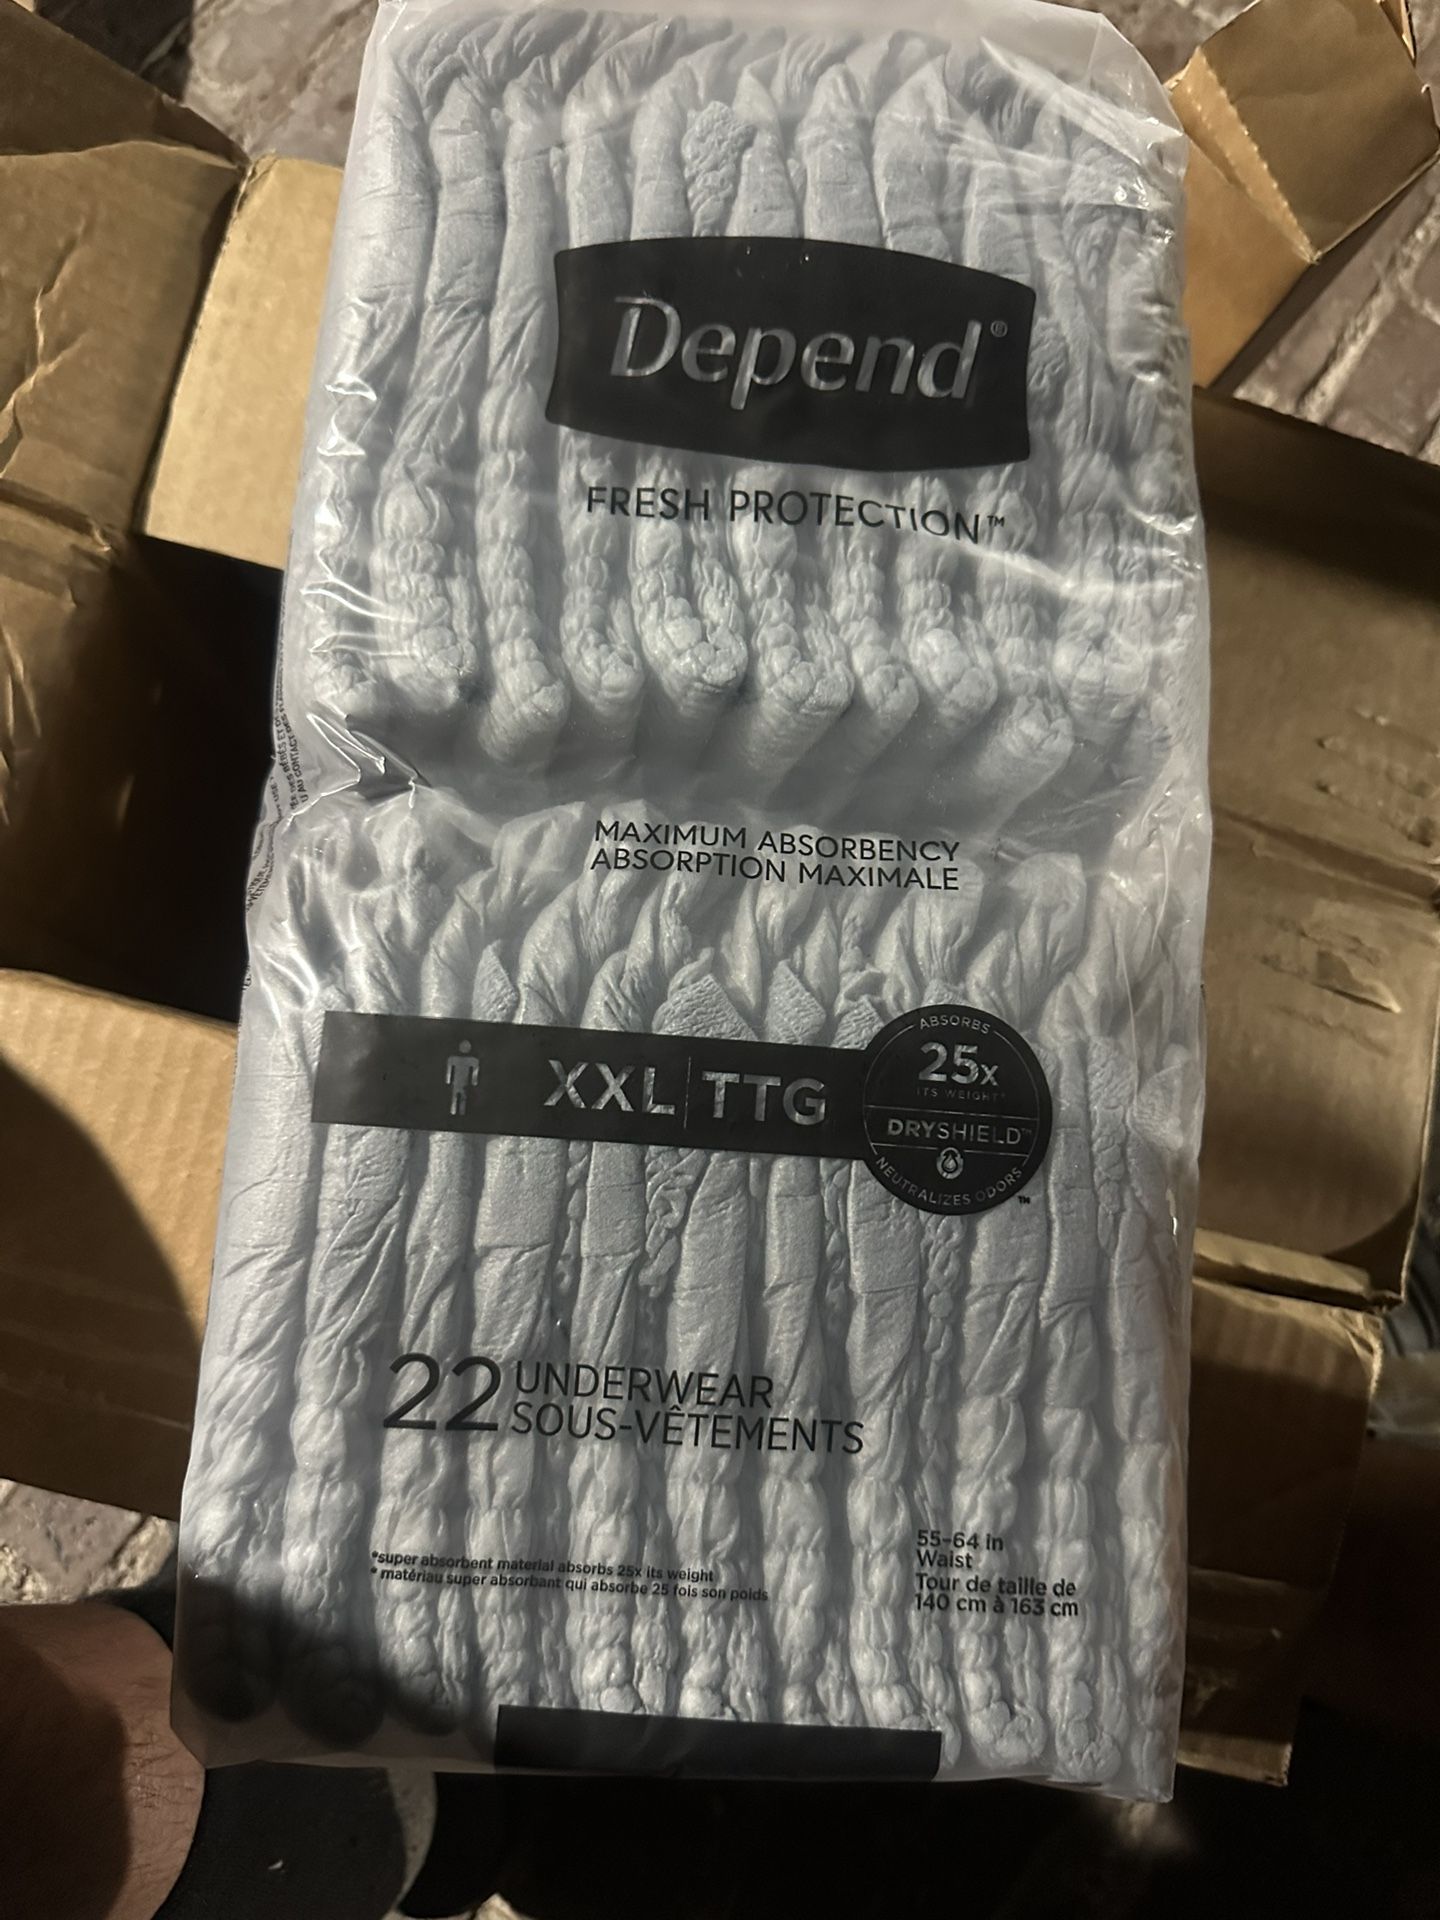 Depend®
FRESH PROTECTION™
MAXIMUM ABSORBENCY
ABSORPTION MAXIMALE
XXL TTG
ABSORBS
25x
ITS WEIGHT*
DRYSHIELD™
NEUTRALIZES ODORS™
22 UNDERWEAR
SOUS-VÊTEMENTS
*super absorbent material absorbs 25x its weight
* matériau super absorbant qui absorbe 25 fois son poids
55-64 in
Waist
Tour de taille de
140 cm à 163 cm